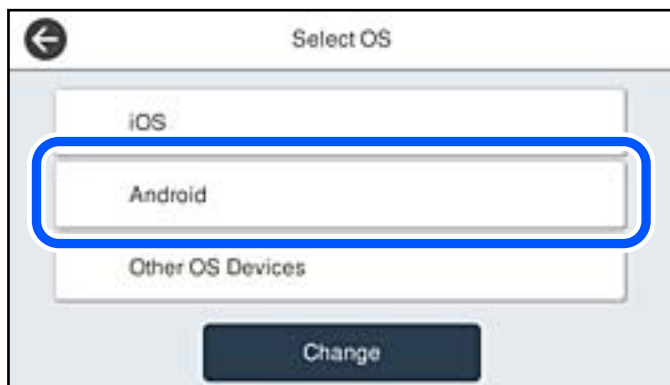 Select OS
iOS
Android
Other OS Devices
Change